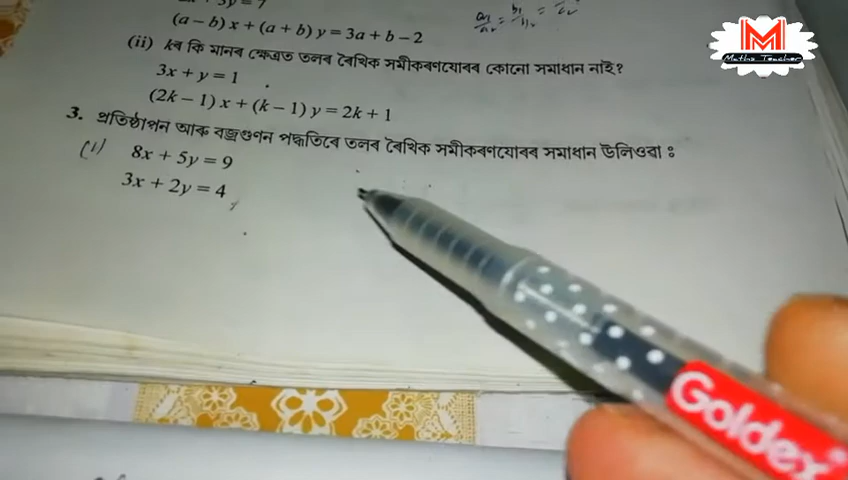 (a − b) x + (a + b) y = 3a + b − 2
(ii) kৰ কি মানৰ ক্ষেত্ৰত তলৰ ৰৈখিক সমীকৰণযোৰৰ কোনো সমাধান নাই?
3x + y = 1
(2k − 1) x + (k − 1) y = 2k + 1
3. প্ৰতিষ্ঠাপন আৰু বজ্ৰগুণন পদ্ধতিৰে তলৰ ৰৈখিক সমীকৰণযোৰৰ সমাধান উলিওৱা :
(i) 8x + 5y = 9
3x + 2y = 4
M
Maths Teacher
Goldex